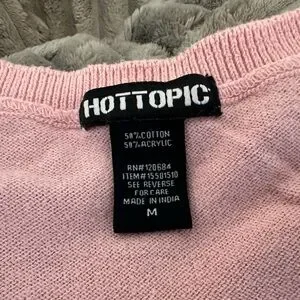 HOTTOPIC
50%COTTON
50%ACRYLIC
RN#120684
ITEM#15501510
SEE REVERSE
FOR CARE
MADE IN INDIA
M